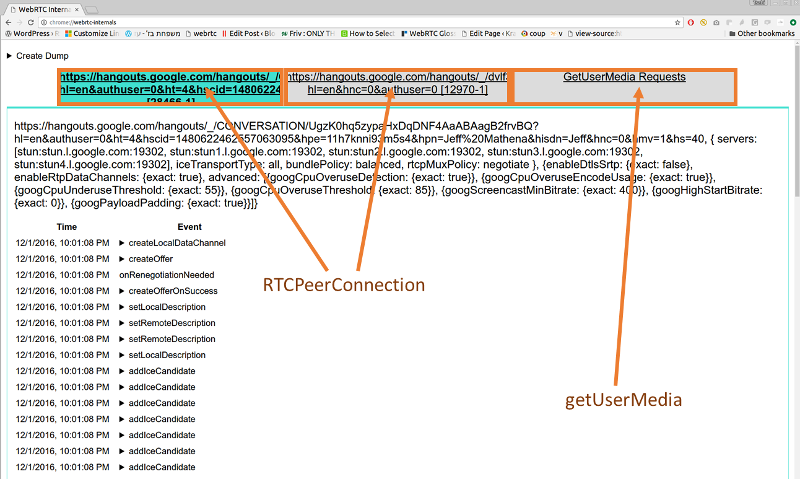 WebRTC Internals
chrome://webrtc-internals
WordPress › R
Customize Lin
webrtc
Edit Post ‹ Blog
Friv : ONLY TH
How to Select
WebRTC Glos
Edit Page ‹ Kra
coup
v
view-source:ht
Other bookmarks
Create Dump
https://hangouts.google.com/hangouts/_/
hl=en&authuser=0&ht=4&hscid=14806224
[28466-1]
https://hangouts.google.com/hangouts/_/dvlf3
hl=en&hnc=0&authuser=0 [12970-1]
GetUserMedia Requests
https://hangouts.google.com/hangouts/_/CONVERSATION/UgzK0hq5zypaHxDqDNF4AaABAagB2frvBQ?
hl=en&authuser=0&ht=4&hscid=1480622462657063095&hpe=11h7knni93m5s4&hpn=Jeff%20Mathena&hisdn=Jeff&hnc=0&hmv=1&hs=40, { servers:
[stun:stun.l.google.com:19302, stun:stun1.l.google.com:19302, stun:stun2.l.google.com:19302, stun:stun3.l.google.com:19302,
stun:stun4.l.google.com:19302], iceTransportType: all, bundlePolicy: balanced, rtcpMuxPolicy: negotiate }, {enableDtlsSrtp: {exact: false},
enableRtpDataChannels: {exact: true}, advanced: [{googCpuOveruseDetection: {exact: true}}, {googCpuOveruseEncodeUsage: {exact: true}},
{googCpuUnderuseThreshold: {exact: 55}}, {googCpuOveruseThreshold: {exact: 85}}, {googScreencastMinBitrate: {exact: 400}}, {googHighStartBitrate:
{exact: 0}}, {googPayloadPadding: {exact: true}}]}
Time Event
12/1/2016, 10:01:08 PM createLocalDataChannel
12/1/2016, 10:01:08 PM createOffer
12/1/2016, 10:01:08 PM onRenegotiationNeeded
12/1/2016, 10:01:08 PM createOfferOnSuccess
12/1/2016, 10:01:08 PM setLocalDescription
12/1/2016, 10:01:08 PM setRemoteDescription
12/1/2016, 10:01:08 PM setRemoteDescription
12/1/2016, 10:01:08 PM setLocalDescription
12/1/2016, 10:01:08 PM addIceCandidate
12/1/2016, 10:01:08 PM addIceCandidate
12/1/2016, 10:01:08 PM addIceCandidate
12/1/2016, 10:01:08 PM addIceCandidate
12/1/2016, 10:01:08 PM addIceCandidate
12/1/2016, 10:01:08 PM addIceCandidate
12/1/2016, 10:01:08 PM addIceCandidate
RTCPeerConnection
getUserMedia